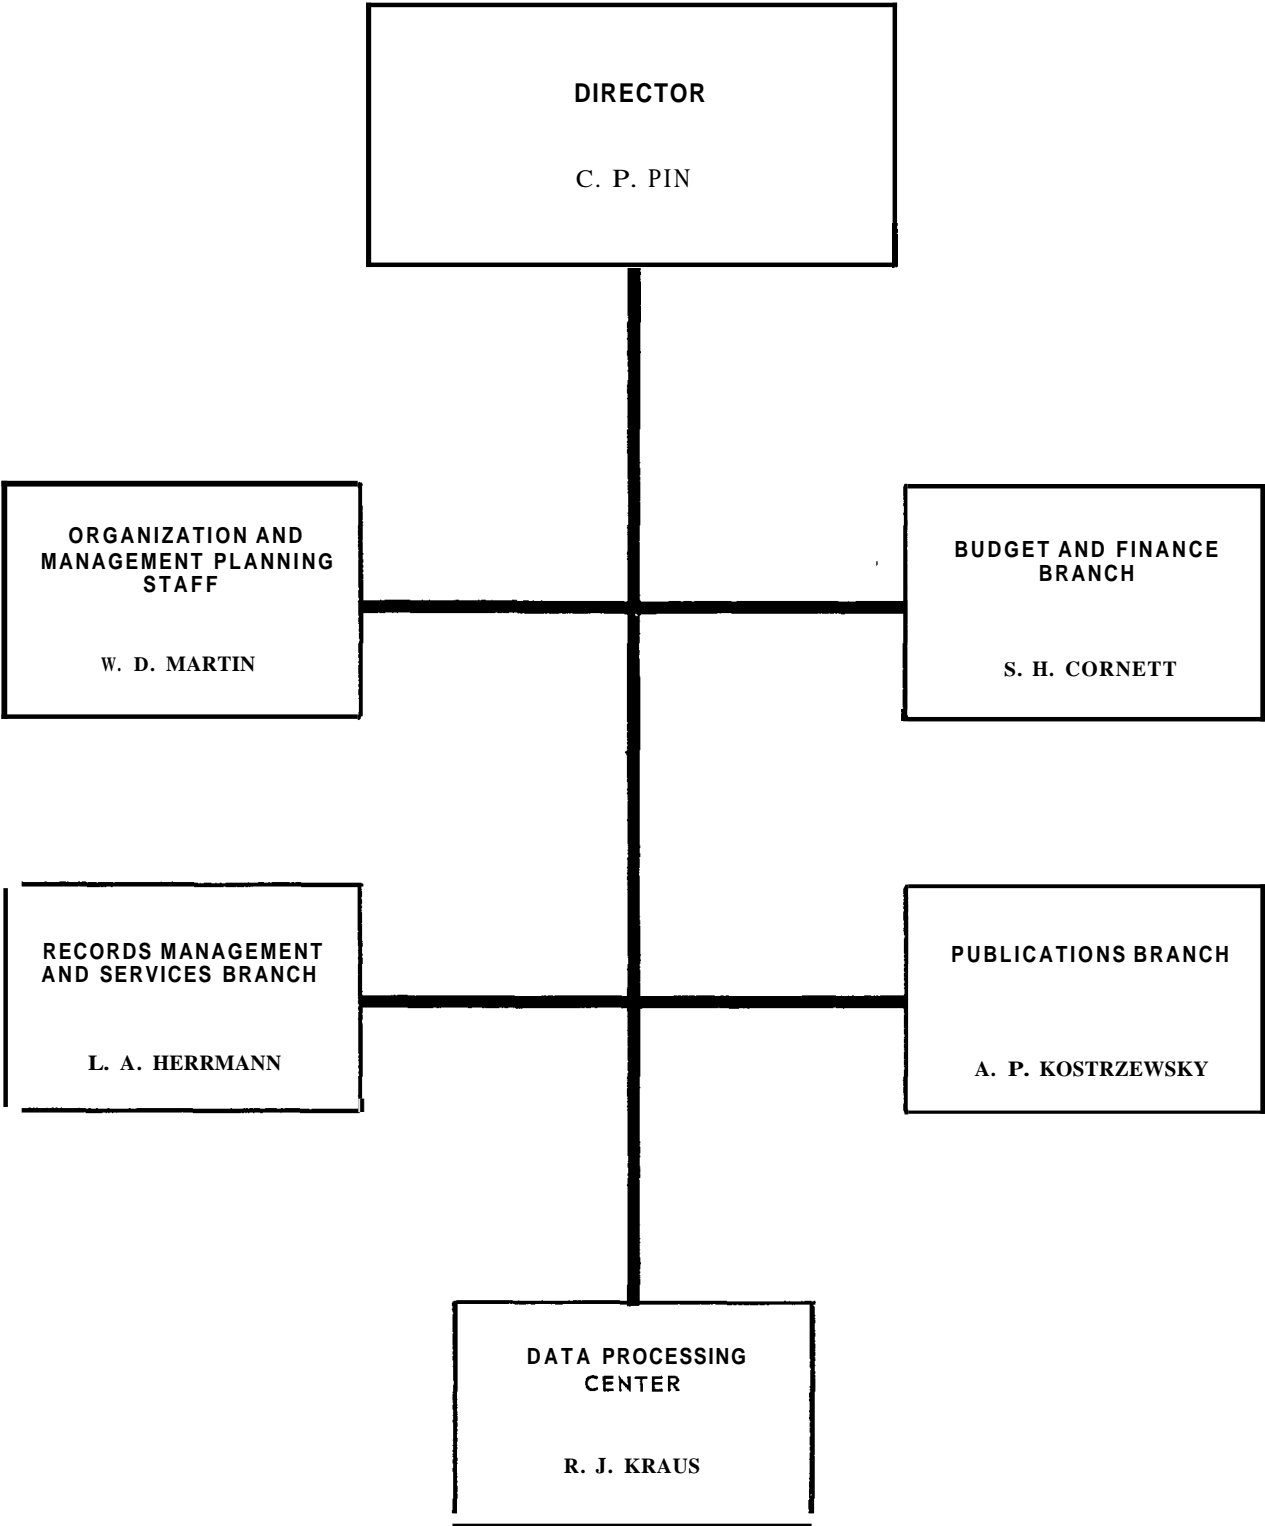 DIRECTOR
C. P. PIN
ORGANIZATION AND
MANAGEMENT PLANNING
STAFF
W. D. MARTIN
BUDGET AND FINANCE
BRANCH
S. H. CORNETT
RECORDS MANAGEMENT
AND SERVICES BRANCH
L. A. HERRMANN
PUBLICATIONS BRANCH
A. P. KOSTRZEWSKY
DATA PROCESSING
CENTER
R. J. KRAUS